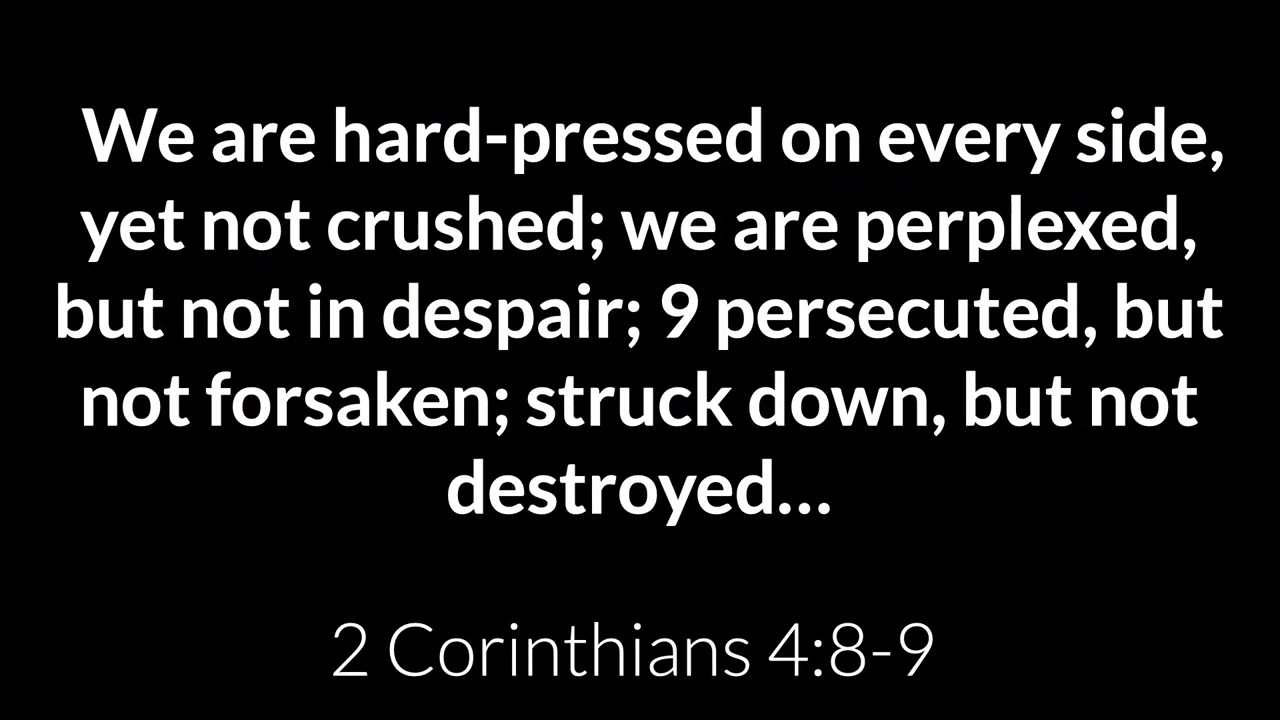 We are hard-pressed on every side,
yet not crushed; we are perplexed,
but not in despair; 9 persecuted, but
not forsaken; struck down, but not
destroyed...
2 Corinthians 4:8-9